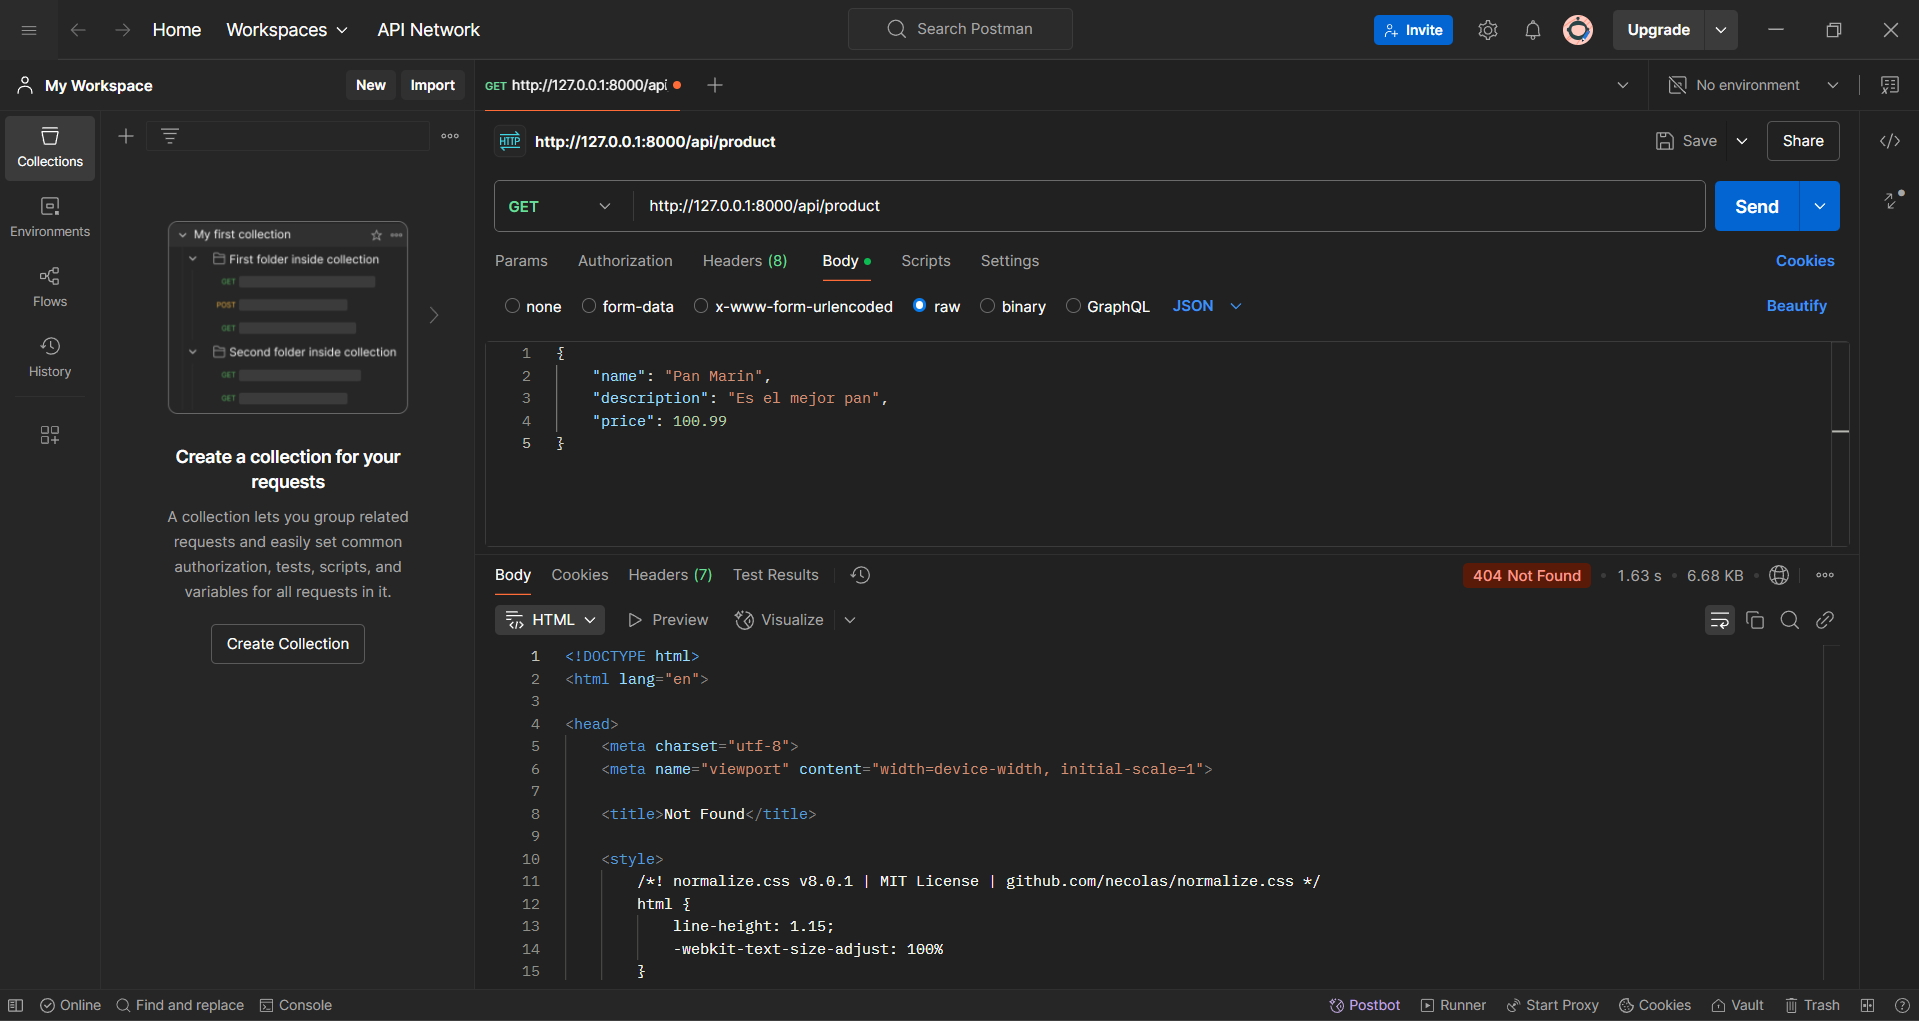 Home
Workspaces
API Network
Search Postman
Invite
Upgrade
My Workspace
New
Import
GET http://127.0.0.1:8000/api
No environment
Collections
Environments
Flows
History
My first collection
First folder inside collection
GET
POST
GET
Second folder inside collection
GET
GET
Create a collection for your
requests
A collection lets you group related
requests and easily set common
authorization, tests, scripts, and
variables for all requests in it.
Create Collection
HTTP http://127.0.0.1:8000/api/product
Save
Share
GET
http://127.0.0.1:8000/api/product
Send
Params Authorization Headers (8) Body Scripts Settings
Cookies
none form-data x-www-form-urlencoded raw binary GraphQL JSON
Beautify
1 {
2 "name": "Pan Marin",
3 "description": "Es el mejor pan",
4 "price": 100.99
5 }
Body Cookies Headers (7) Test Results
404 Not Found 1.63 s 6.68 KB
HTML Preview Visualize
1 <!DOCTYPE html>
2 <html lang="en">
3
4 <head>
5 <meta charset="utf-8">
6 <meta name="viewport" content="width=device-width, initial-scale=1">
7
8 <title>Not Found</title>
9
10 <style>
11 /*! normalize.css v8.0.1 | MIT License | github.com/necolas/normalize.css */
12 html {
13 line-height: 1.15;
14 -webkit-text-size-adjust: 100%
15 }
Online Find and replace Console
Postbot Runner Start Proxy Cookies Vault Trash